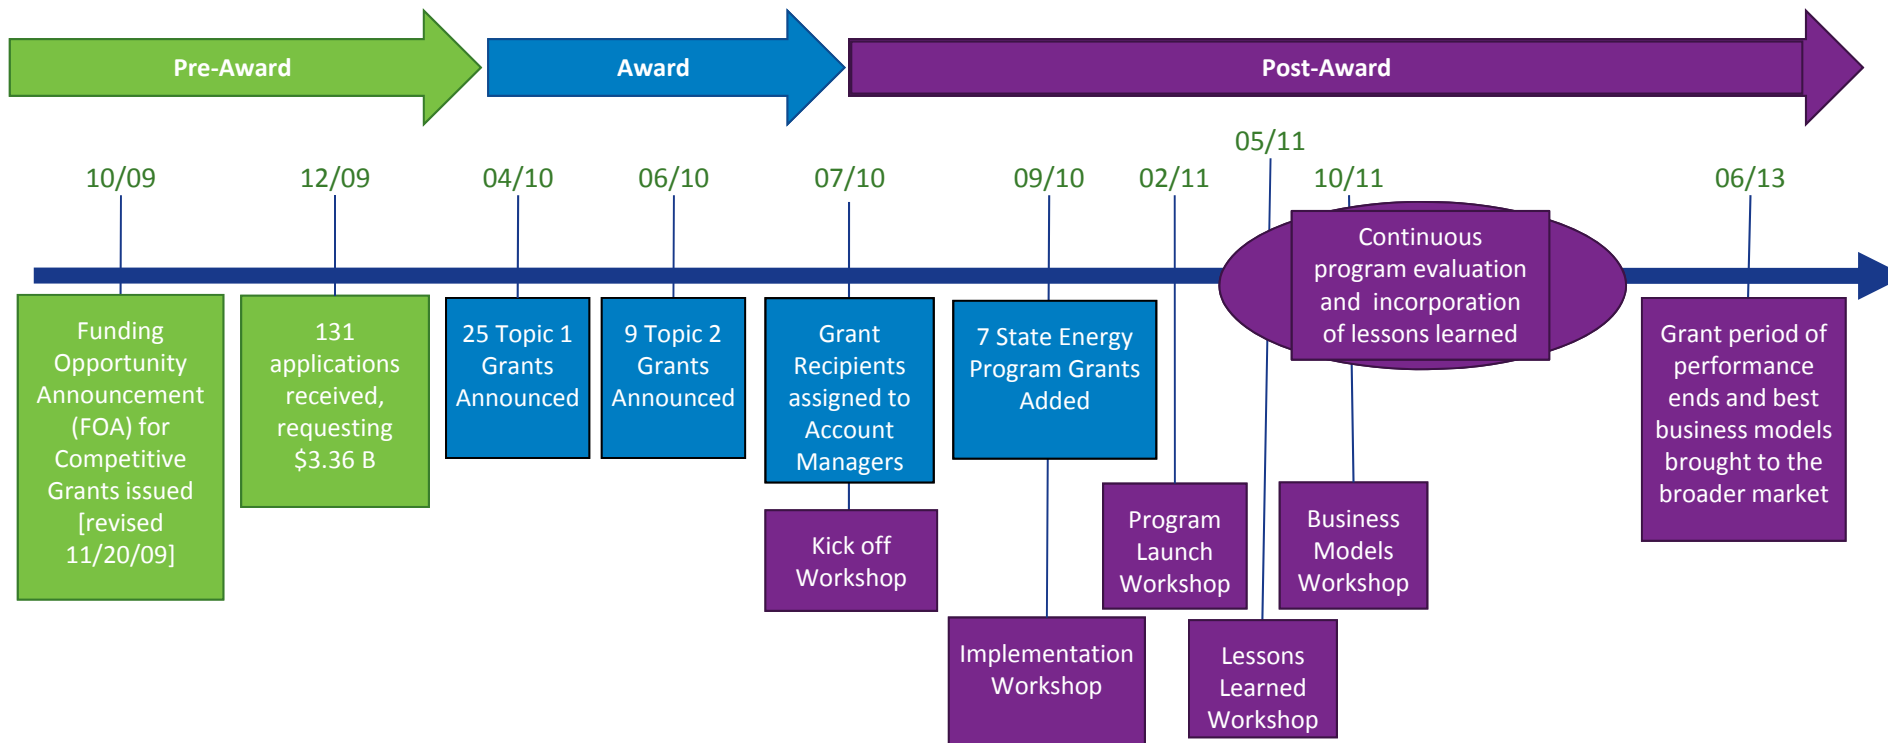 Pre-Award
Award
Post-Award
10/09
12/09
04/10
06/10
07/10
09/10
02/11
05/11
10/11
06/13
Funding
Opportunity
Announcement
(FOA) for
Competitive
Grants issued
[revised
11/20/09]
131
applications
received,
requesting
$3.36 B
25 Topic 1
Grants
Announced
9 Topic 2
Grants
Announced
Grant
Recipients
assigned to
Account
Managers
Kick off
Workshop
7 State Energy
Program Grants
Added
Implementation
Workshop
Program
Launch
Workshop
Lessons
Learned
Workshop
Continuous
program evaluation
and incorporation
of lessons learned
Business
Models
Workshop
Grant period of
performance
ends and best
business models
brought to the
broader market